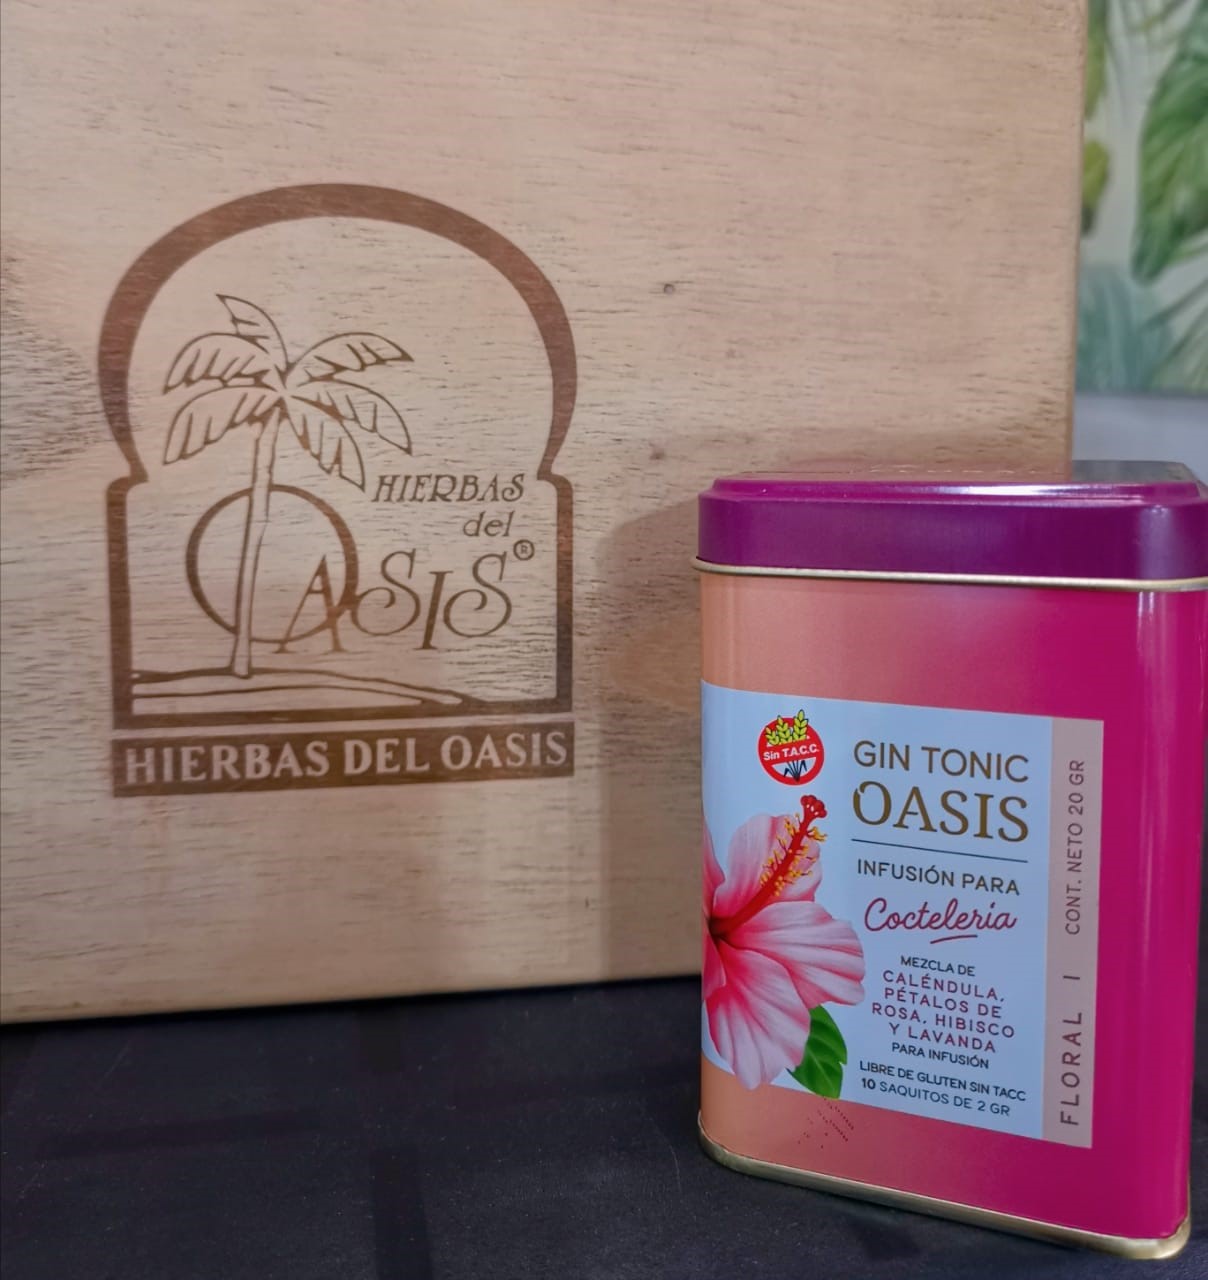 HIERBAS
del
OASIS®
HIERBAS DEL OASIS
Sin T.A.C.C.
GIN TONIC
OASIS
INFUSIÓN PARA
Coctelería
MEZCLA DE
CALÉNDULA,
PÉTALOS DE
ROSA, HIBISCO
Y LAVANDA
PARA INFUSIÓN
LIBRE DE GLUTEN SIN TACC
10 SAQUITOS DE 2 GR
FLORAL | CONT. NETO 20 GR